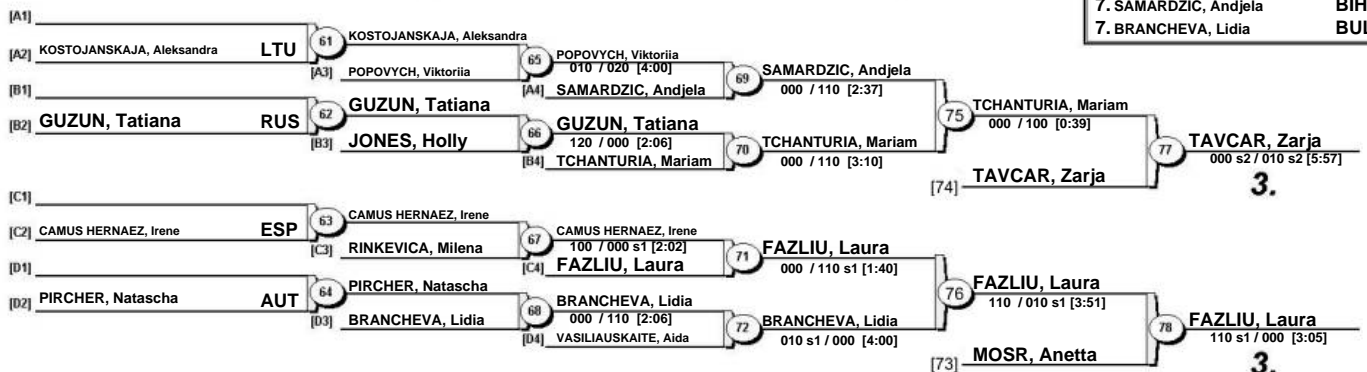 7. SAMARDZIC, Andjela BIH
7. BRANCHEVA, Lidia BUL
[A1]
[A2] KOSTOJANSKAJA, Aleksandra LTU
61
KOSTOJANSKAJA, Aleksandra
[A3] POPOVYCH, Viktoriia
65
POPOVYCH, Viktoriia
010 / 020 [4:00]
[A4] SAMARDZIC, Andjela
69
SAMARDZIC, Andjela
000 / 110 [2:37]
[B1]
[B2] GUZUN, Tatiana RUS
62
GUZUN, Tatiana
[B3] JONES, Holly
66
GUZUN, Tatiana
120 / 000 [2:06]
[B4] TCHANTURIA, Mariam
70
TCHANTURIA, Mariam
000 / 110 [3:10]
75
TCHANTURIA, Mariam
000 / 100 [0:39]
[74] TAVCAR, Zarja
77
TAVCAR, Zarja
000 s2 / 010 s2 [5:57]
3.
[C1]
[C2] CAMUS HERNAEZ, Irene ESP
63
CAMUS HERNAEZ, Irene
[C3] RINKEVICA, Milena
67
CAMUS HERNAEZ, Irene
100 / 000 s1 [2:02]
[C4] FAZLIU, Laura
71
FAZLIU, Laura
000 / 110 s1 [1:40]
[D1]
[D2] PIRCHER, Natascha AUT
64
PIRCHER, Natascha
[D3] BRANCHEVA, Lidia
68
BRANCHEVA, Lidia
000 / 110 [2:06]
[D4] VASILIAUSKAITE, Aida
72
BRANCHEVA, Lidia
010 s1 / 000 [4:00]
76
FAZLIU, Laura
110 / 010 s1 [3:51]
[73] MOSR, Anetta
78
FAZLIU, Laura
110 s1 / 000 [3:05]
3.